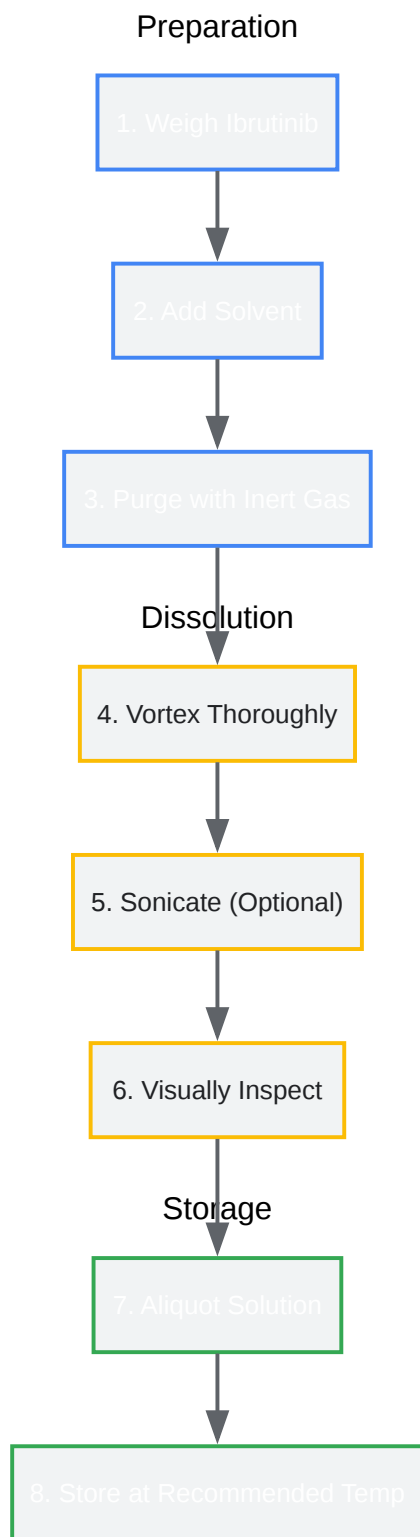 Preparation
1. Weigh Ibrutinib
2. Add Solvent
3. Purge with Inert Gas
Dissolution
4. Vortex Thoroughly
5. Sonicate (Optional)
6. Visually Inspect
Storage
7. Aliquot Solution
8. Store at Recommended Temp